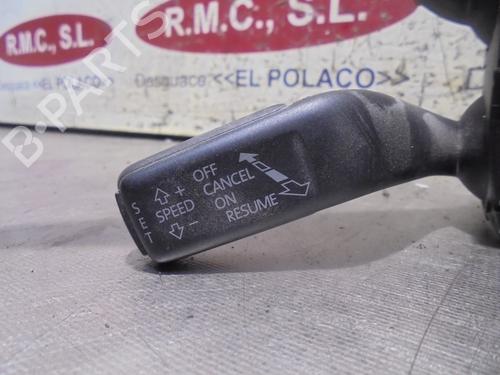 R.M.C., S.L.
R.M.C., S.L.
Desguace <<EL POLACO>>
B-PARTS
SET
+
SPEED
-
OFF
CANCEL
ON
RESUME